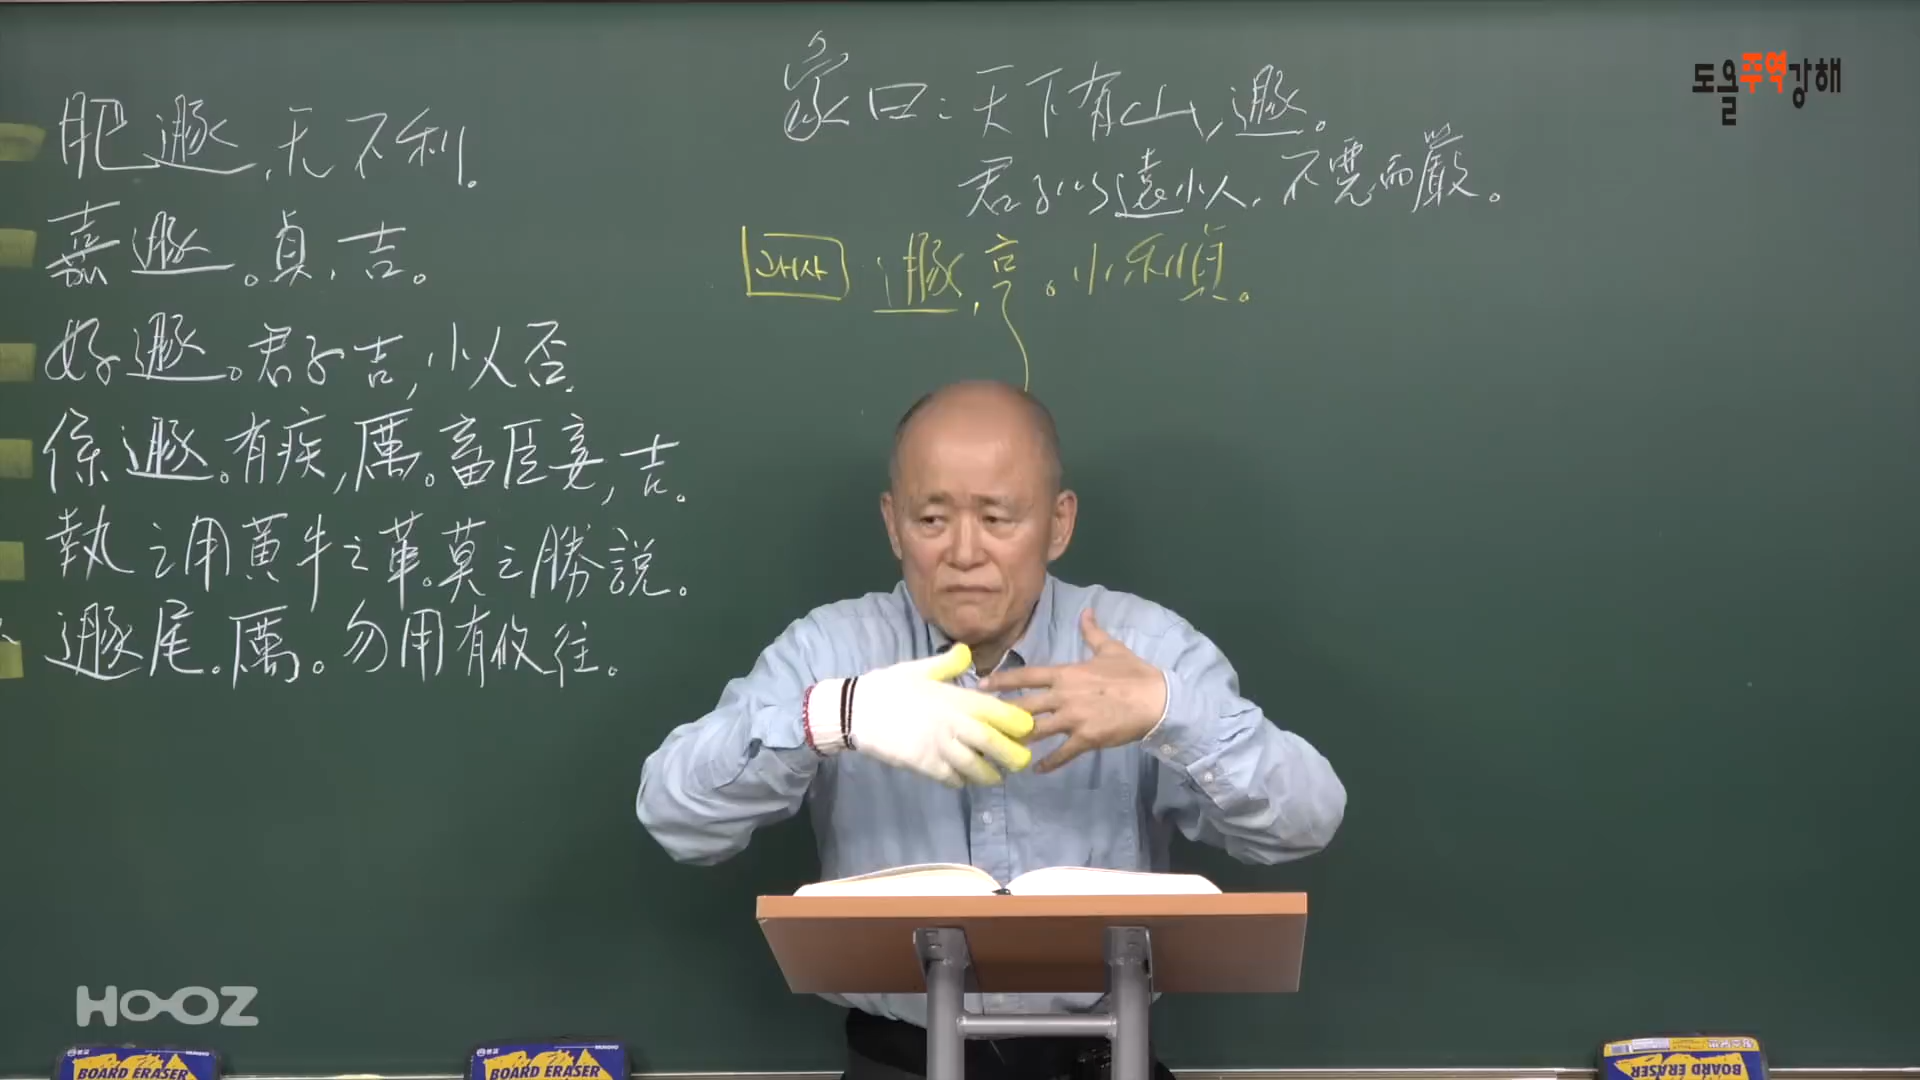 肥遯,无不利.
嘉遯。貞,吉。
好遯。君子吉,小人否.
係遯。有疾,厲。畜臣妾,吉。
執之用黃牛之革。莫之勝說。
遯尾。厲。勿用有攸往。
象曰:天下有山,遯。
君子以遠小人,不惡而嚴。
괘사 遯,亨。小利貞。
도올주역강해
HOOZ
BOARD ERASER
BOARD ERASER
BOARD ERASER